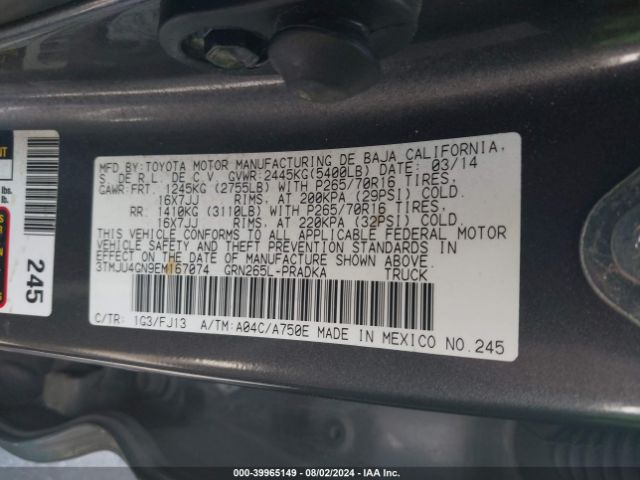 MFD.BY:TOYOTA MOTOR MANUFACTURING DE BAJA CALIFORNIA,
S. DE R.L. DE C.V. GVWR:2445KG(5400LB) DATE: 03/14
GAWR:FRT. 1245KG (2755LB) WITH P265/70R16 TIRES,
16X7JJ RIMS, AT 200KPA (29PSI) COLD.
RR: 1410KG (3110LB) WITH P265/70R16 TIRES,
16X7JJ RIMS, AT 220KPA (32PSI) COLD.
THIS VEHICLE CONFORMS TO ALL APPLICABLE FEDERAL MOTOR
VEHICLE SAFETY AND THEFT PREVENTION STANDARDS IN
EFFECT ON THE DATE OF MANUFACTURE SHOWN ABOVE.
3TMJU4GN9EM167074 GRN265L-PRADKA TRUCK
C/TR: 1G3/FJ13 A/TM:A04C/A750E MADE IN MEXICO NO.245
UT
lbs.
lb.
245
000-39965149 - 08/02/2024 - IAA Inc.